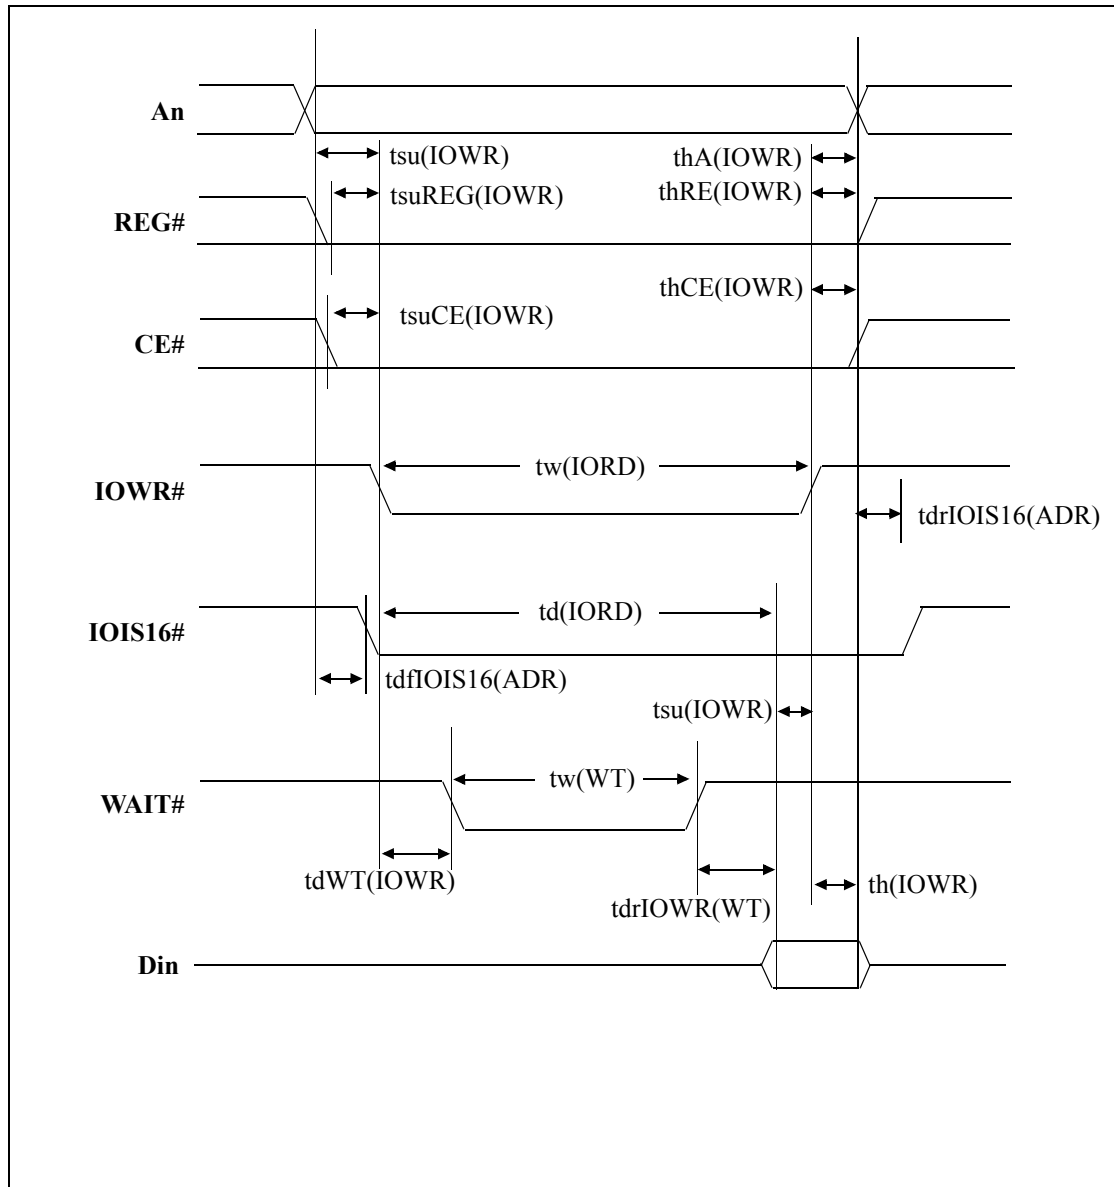 An
tsu(IOWR)
thA(IOWR)
tsuREG(IOWR)
thRE(IOWR)
REG#
thCE(IOWR)
tsuCE(IOWR)
CE#
tw(IORD)
IOWR#
tdrIOIS16(ADR)
td(IORD)
IOIS16#
tdfIOIS16(ADR)
tsu(IOWR)
tw(WT)
WAIT#
tdWT(IOWR)
th(IOWR)
tdrIOWR(WT)
Din